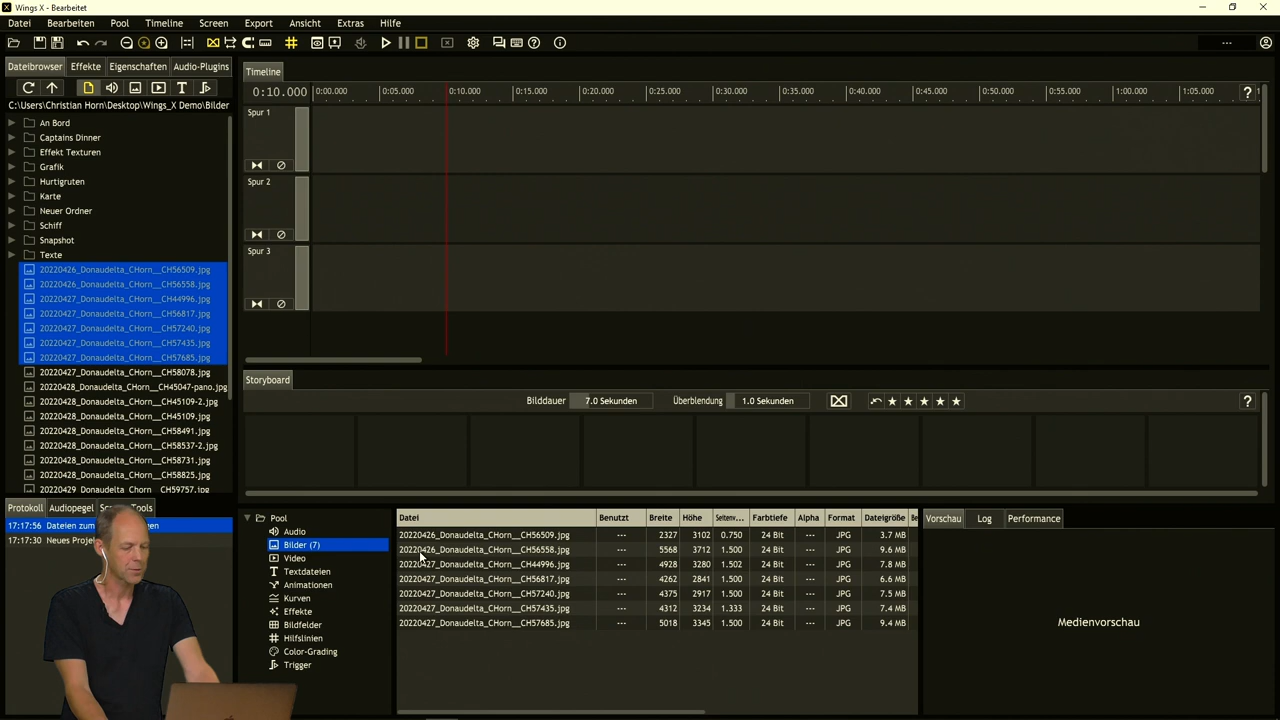 Wings X - Bearbeitet
Datei Bearbeiten Pool Timeline Screen Export Ansicht Extras Hilfe
---
Dateibrowser Effekte Eigenschaften Audio-Plugins
C:\Users\Christian Horn\Desktop\Wings_X Demo\Bilder
An Bord
Captains Dinner
Effekt Texturen
Grafik
Hurtigruten
Karte
Neuer Ordner
Schiff
Snapshot
Texte
20220426_Donaudelta_CHorn__CH56509.jpg
20220426_Donaudelta_CHorn__CH56558.jpg
20220427_Donaudelta_CHorn__CH44996.jpg
20220427_Donaudelta_CHorn__CH56817.jpg
20220427_Donaudelta_CHorn__CH57240.jpg
20220427_Donaudelta_CHorn__CH57435.jpg
20220427_Donaudelta_CHorn__CH57685.jpg
20220427_Donaudelta_CHorn__CH58078.jpg
20220428_Donaudelta_CHorn__CH45047-pano.jpg
20220428_Donaudelta_CHorn__CH45109-2.jpg
20220428_Donaudelta_CHorn__CH45109.jpg
20220428_Donaudelta_CHorn__CH58491.jpg
20220428_Donaudelta_CHorn__CH58537-2.jpg
20220428_Donaudelta_CHorn__CH58731.jpg
20220428_Donaudelta_CHorn__CH58825.jpg
20220429_Donaudelta_Chorn__CH59757.jpg
Timeline
0:10.000 0:00.000 0:05.000 0:10.000 0:15.000 0:20.000 0:25.000 0:30.000 0:35.000 0:40.000 0:45.000 0:50.000 0:55.000 1:00.000 1:05.000 ?
Spur 1
Spur 2
Spur 3
Storyboard
Bilddauer 7.0 Sekunden Überblendung 1.0 Sekunden ?
Protokoll Audiopegel Tools
17:17:56 Dateien zum
17:17:30 Neues Proje
Pool
Audio
Bilder (7)
Video
Textdateien
Animationen
Kurven
Effekte
Bildfelder
Hilfslinien
Color-Grading
Trigger
Datei Benutzt Breite Höhe Seitenv... Farbtiefe Alpha Format Dateigröße Be
20220426_Donaudelta_CHorn__CH56509.jpg --- 2327 3102 0.750 24 Bit --- JPG 3.7 MB
20220426_Donaudelta_CHorn__CH56558.jpg --- 5568 3712 1.500 24 Bit --- JPG 9.6 MB
20220427_Donaudelta_CHorn__CH44996.jpg --- 4928 3280 1.502 24 Bit --- JPG 7.8 MB
20220427_Donaudelta_CHorn__CH56817.jpg --- 4262 2841 1.500 24 Bit --- JPG 6.6 MB
20220427_Donaudelta_CHorn__CH57240.jpg --- 4375 2917 1.500 24 Bit --- JPG 7.5 MB
20220427_Donaudelta_CHorn__CH57435.jpg --- 4312 3234 1.333 24 Bit --- JPG 7.4 MB
20220427_Donaudelta_CHorn__CH57685.jpg --- 5018 3345 1.500 24 Bit --- JPG 9.4 MB
Vorschau Log Performance
Medienvorschau